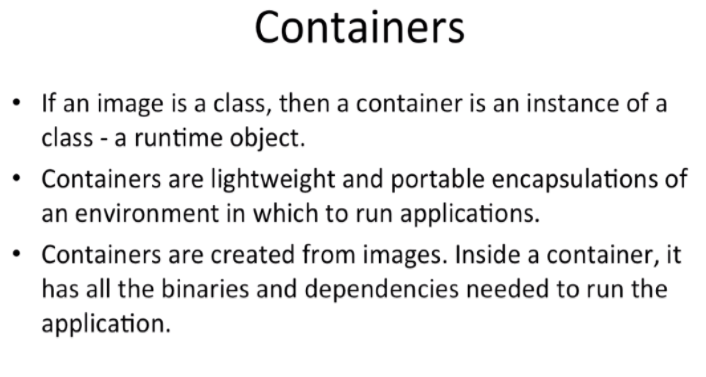 Containers
• If an image is a class, then a container is an instance of a
class - a runtime object.
• Containers are lightweight and portable encapsulations of
an environment in which to run applications.
• Containers are created from images. Inside a container, it
has all the binaries and dependencies needed to run the
application.